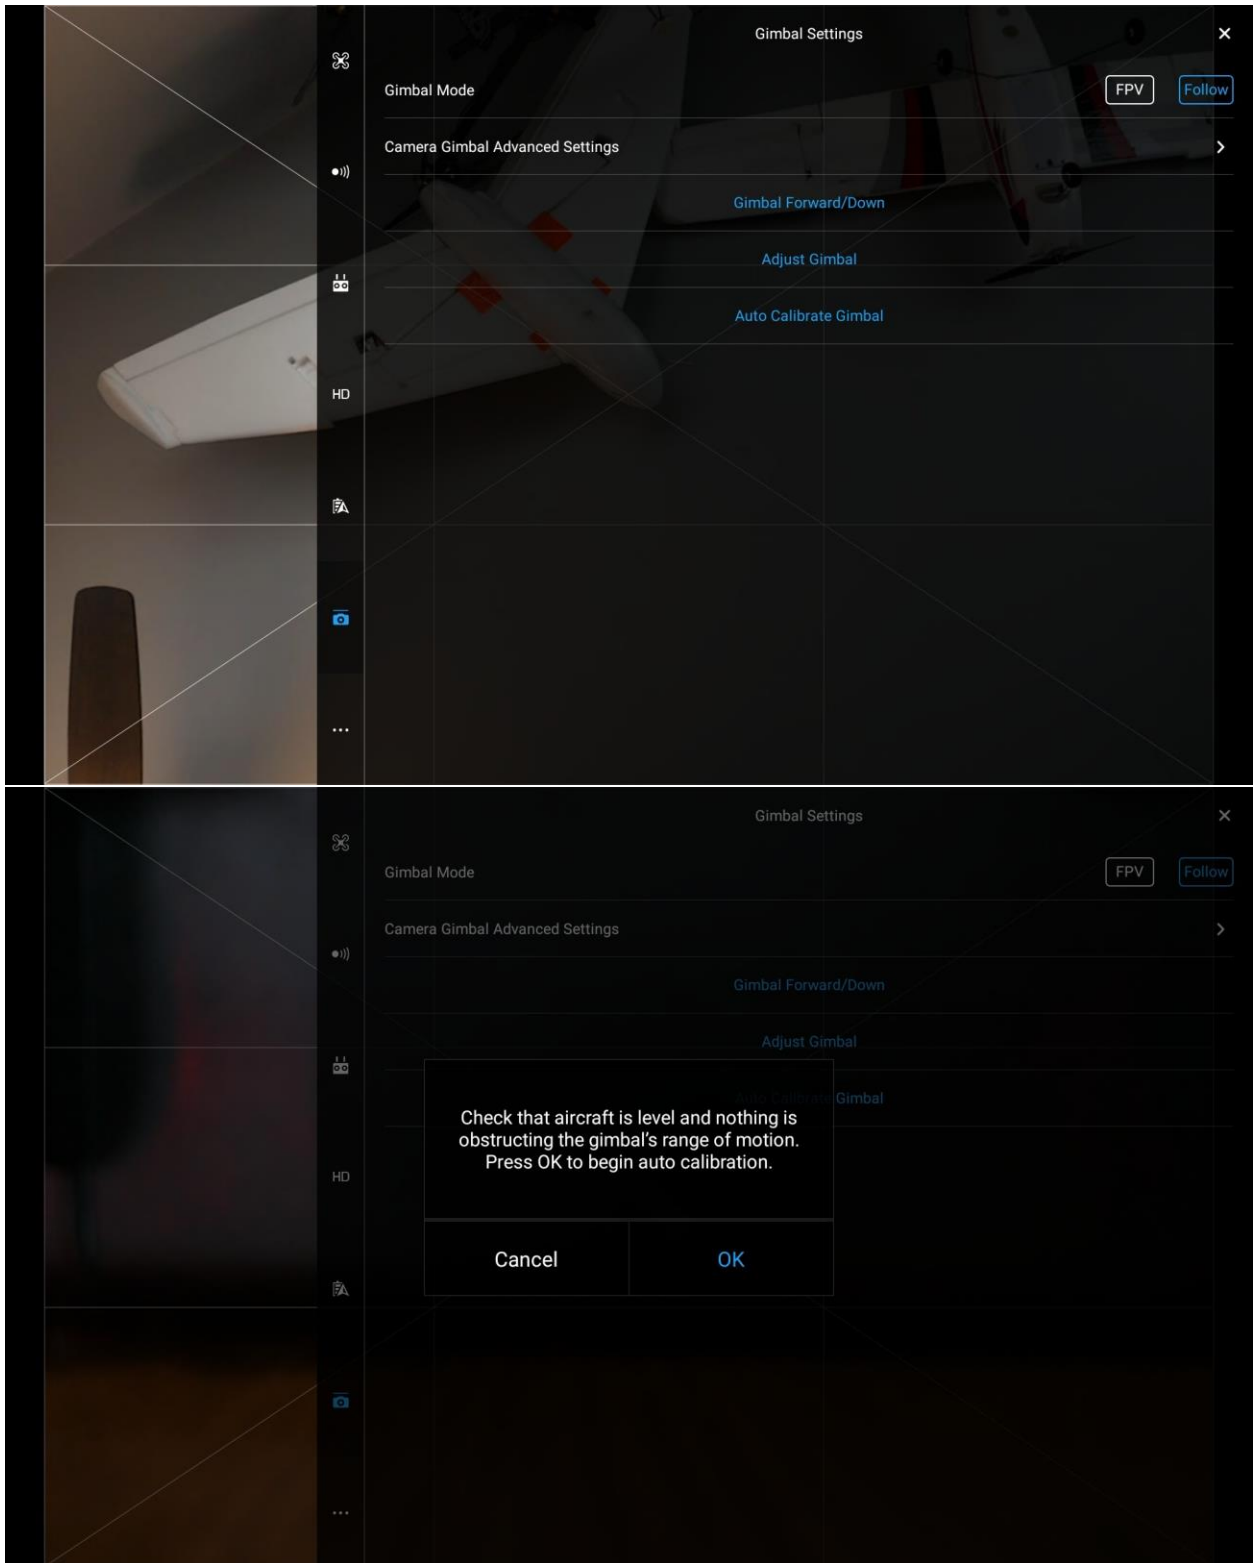 Gimbal Settings
Gimbal Mode
FPV
Follow
Camera Gimbal Advanced Settings
Gimbal Forward/Down
Adjust Gimbal
Auto Calibrate Gimbal
HD
Gimbal Settings
Gimbal Mode
FPV
Follow
Camera Gimbal Advanced Settings
Gimbal Forward/Down
Adjust Gimbal
Auto Calibrate Gimbal
Check that aircraft is level and nothing is
obstructing the gimbal's range of motion.
Press OK to begin auto calibration.
HD
Cancel
OK